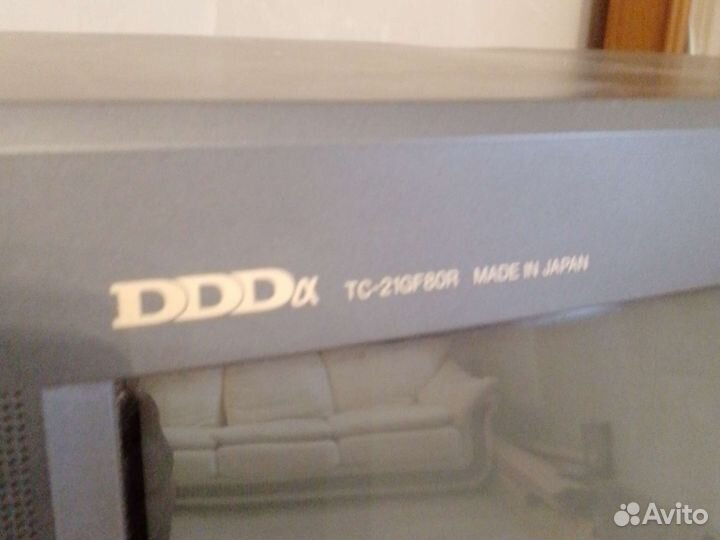 DDDα TC-21GF80R MADE IN JAPAN
Avito